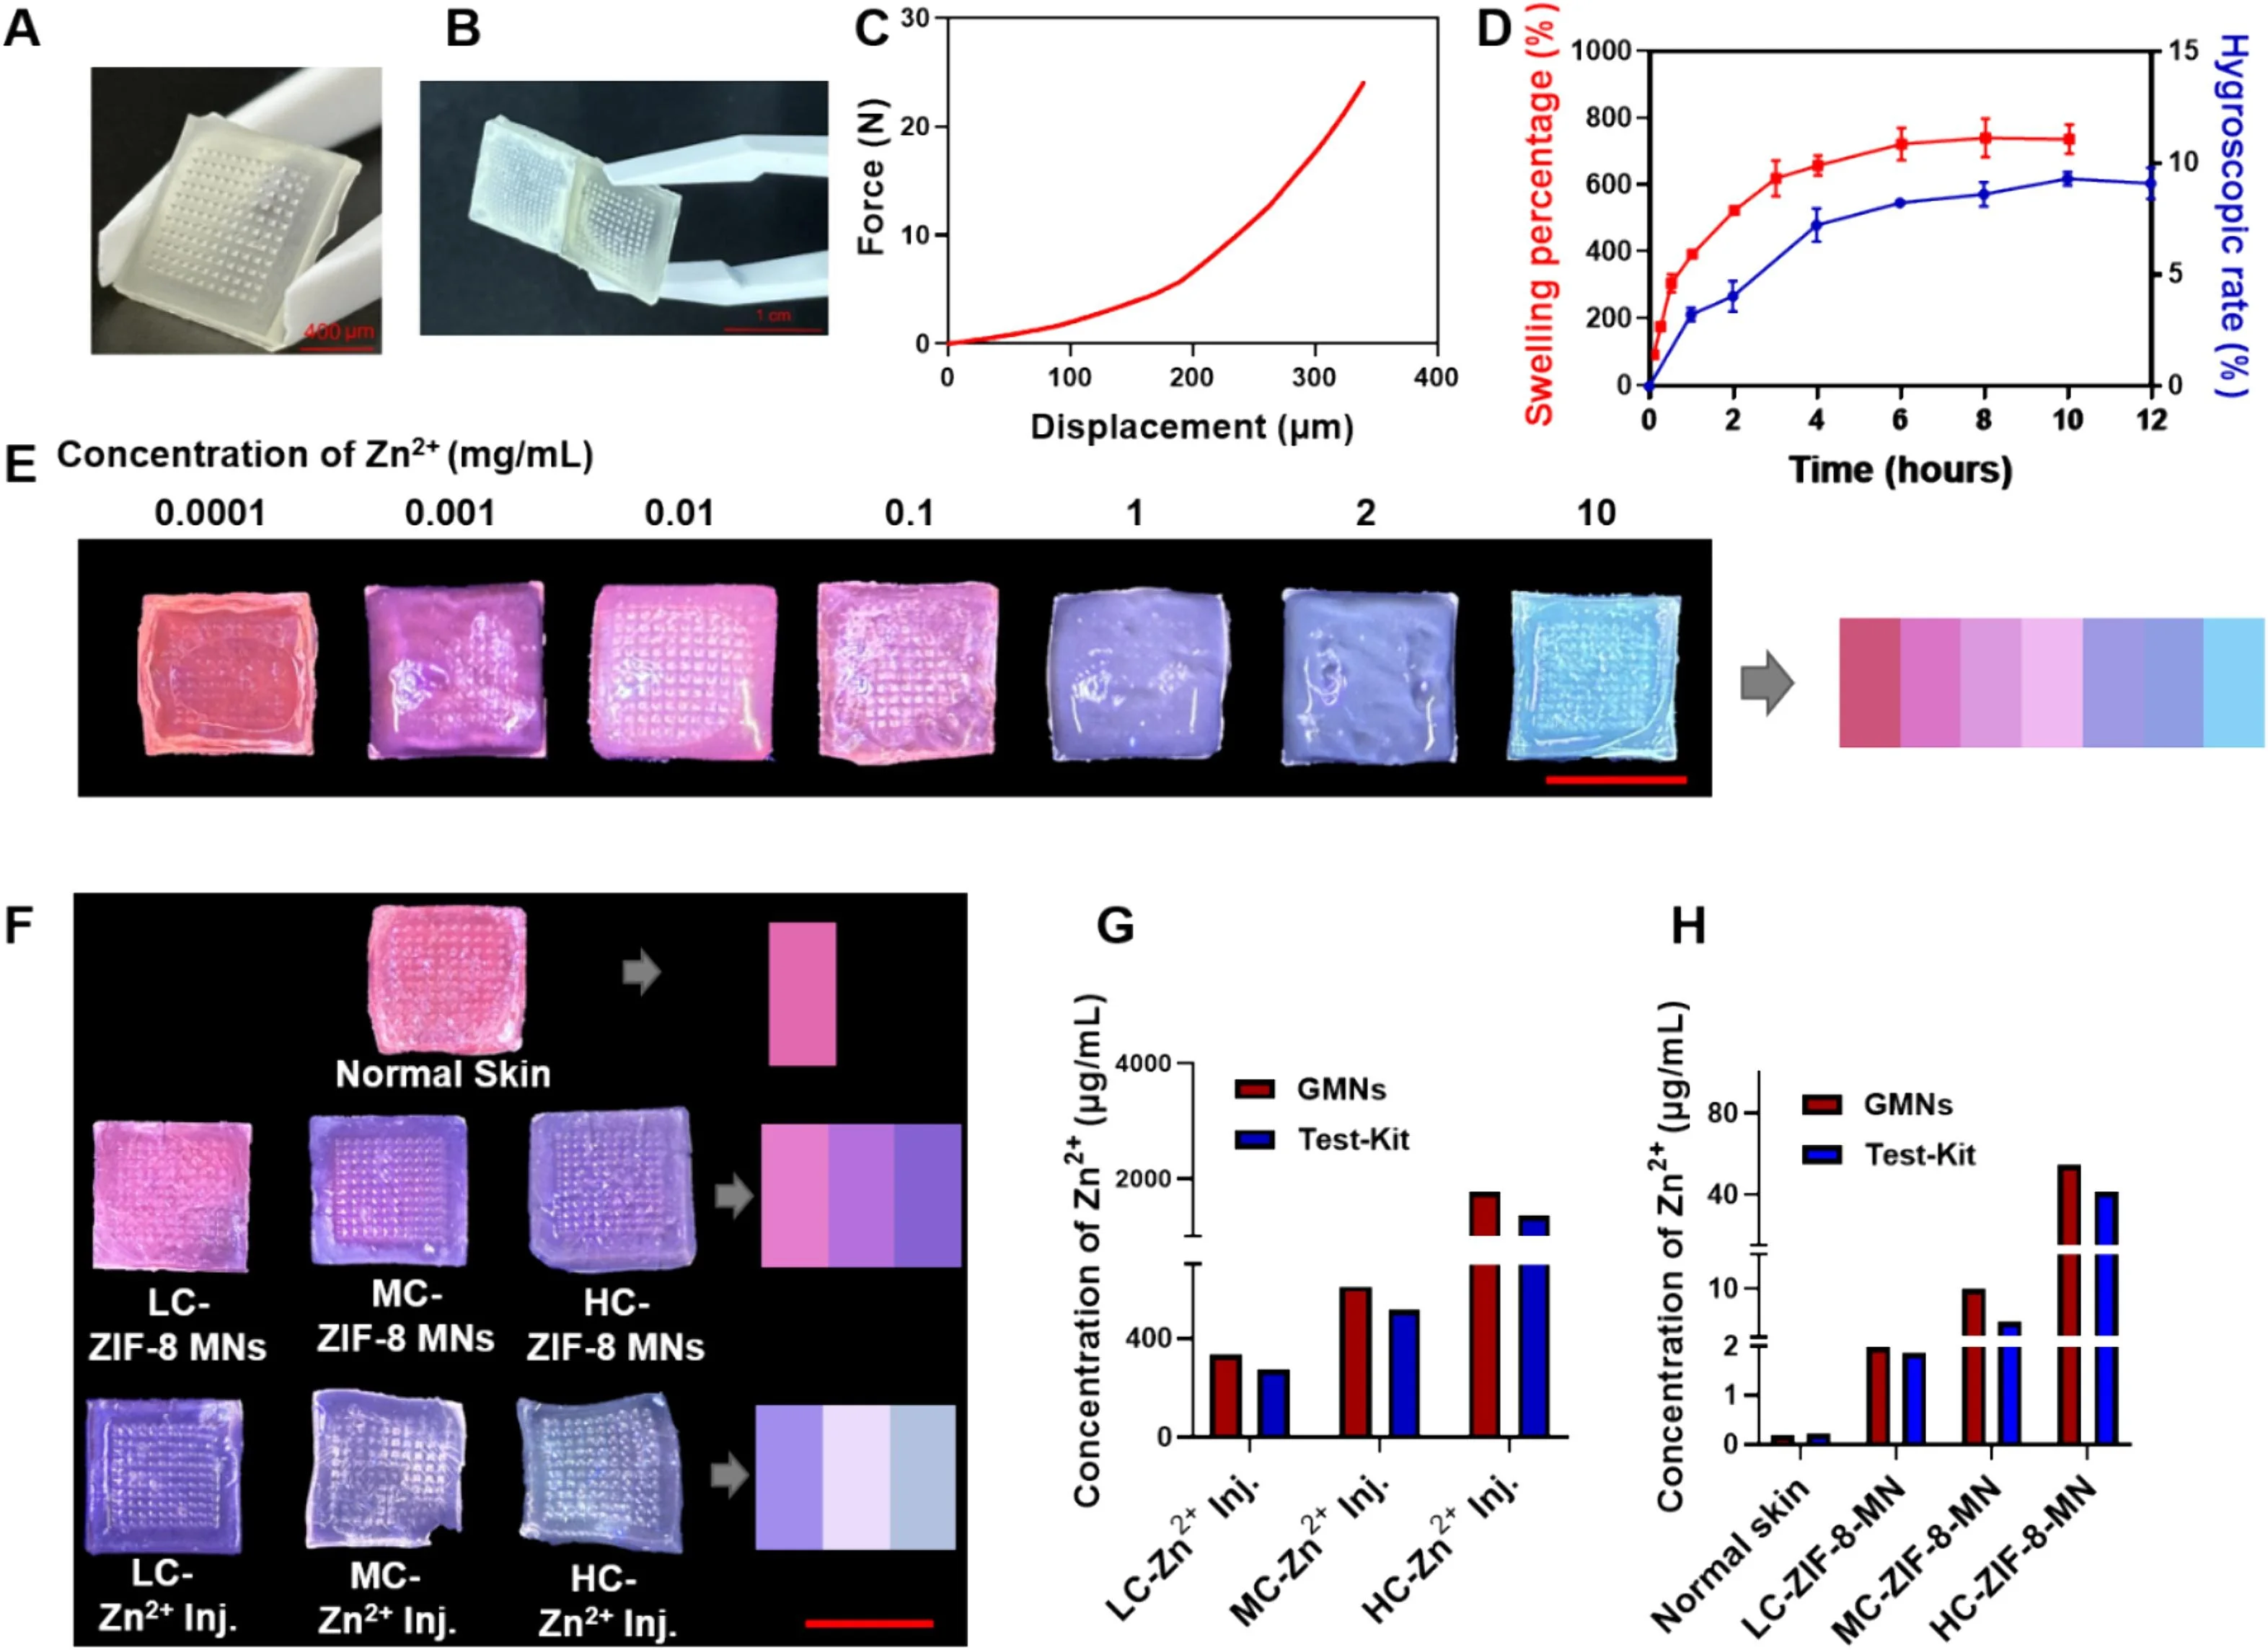 A
400 µm
B
1 cm
C
30
20
10
0
Force (N)
0 100 200 300 400
Displacement (µm)
D
Swelling percentage (%)
1000
800
600
400
200
0
15
10
5
0
Hygroscopic rate (%)
0 2 4 6 8 10 12
Time (hours)
E
Concentration of Zn²⁺ (mg/mL)
0.0001 0.001 0.01 0.1 1 2 10
F
Normal Skin
LC-
ZIF-8 MNs
MC-
ZIF-8 MNs
HC-
ZIF-8 MNs
LC-
Zn²⁺ Inj.
MC-
Zn²⁺ Inj.
HC-
Zn²⁺ Inj.
G
Concentration of Zn²⁺ (µg/mL)
4000
2000
400
0
GMNs
Test-Kit
LC-Zn²⁺ Inj.
MC-Zn²⁺ Inj.
HC-Zn²⁺ Inj.
H
Concentration of Zn²⁺ (µg/mL)
80
40
10
2
1
0
GMNs
Test-Kit
Normal skin
LC-ZIF-8-MN
MC-ZIF-8-MN
HC-ZIF-8-MN